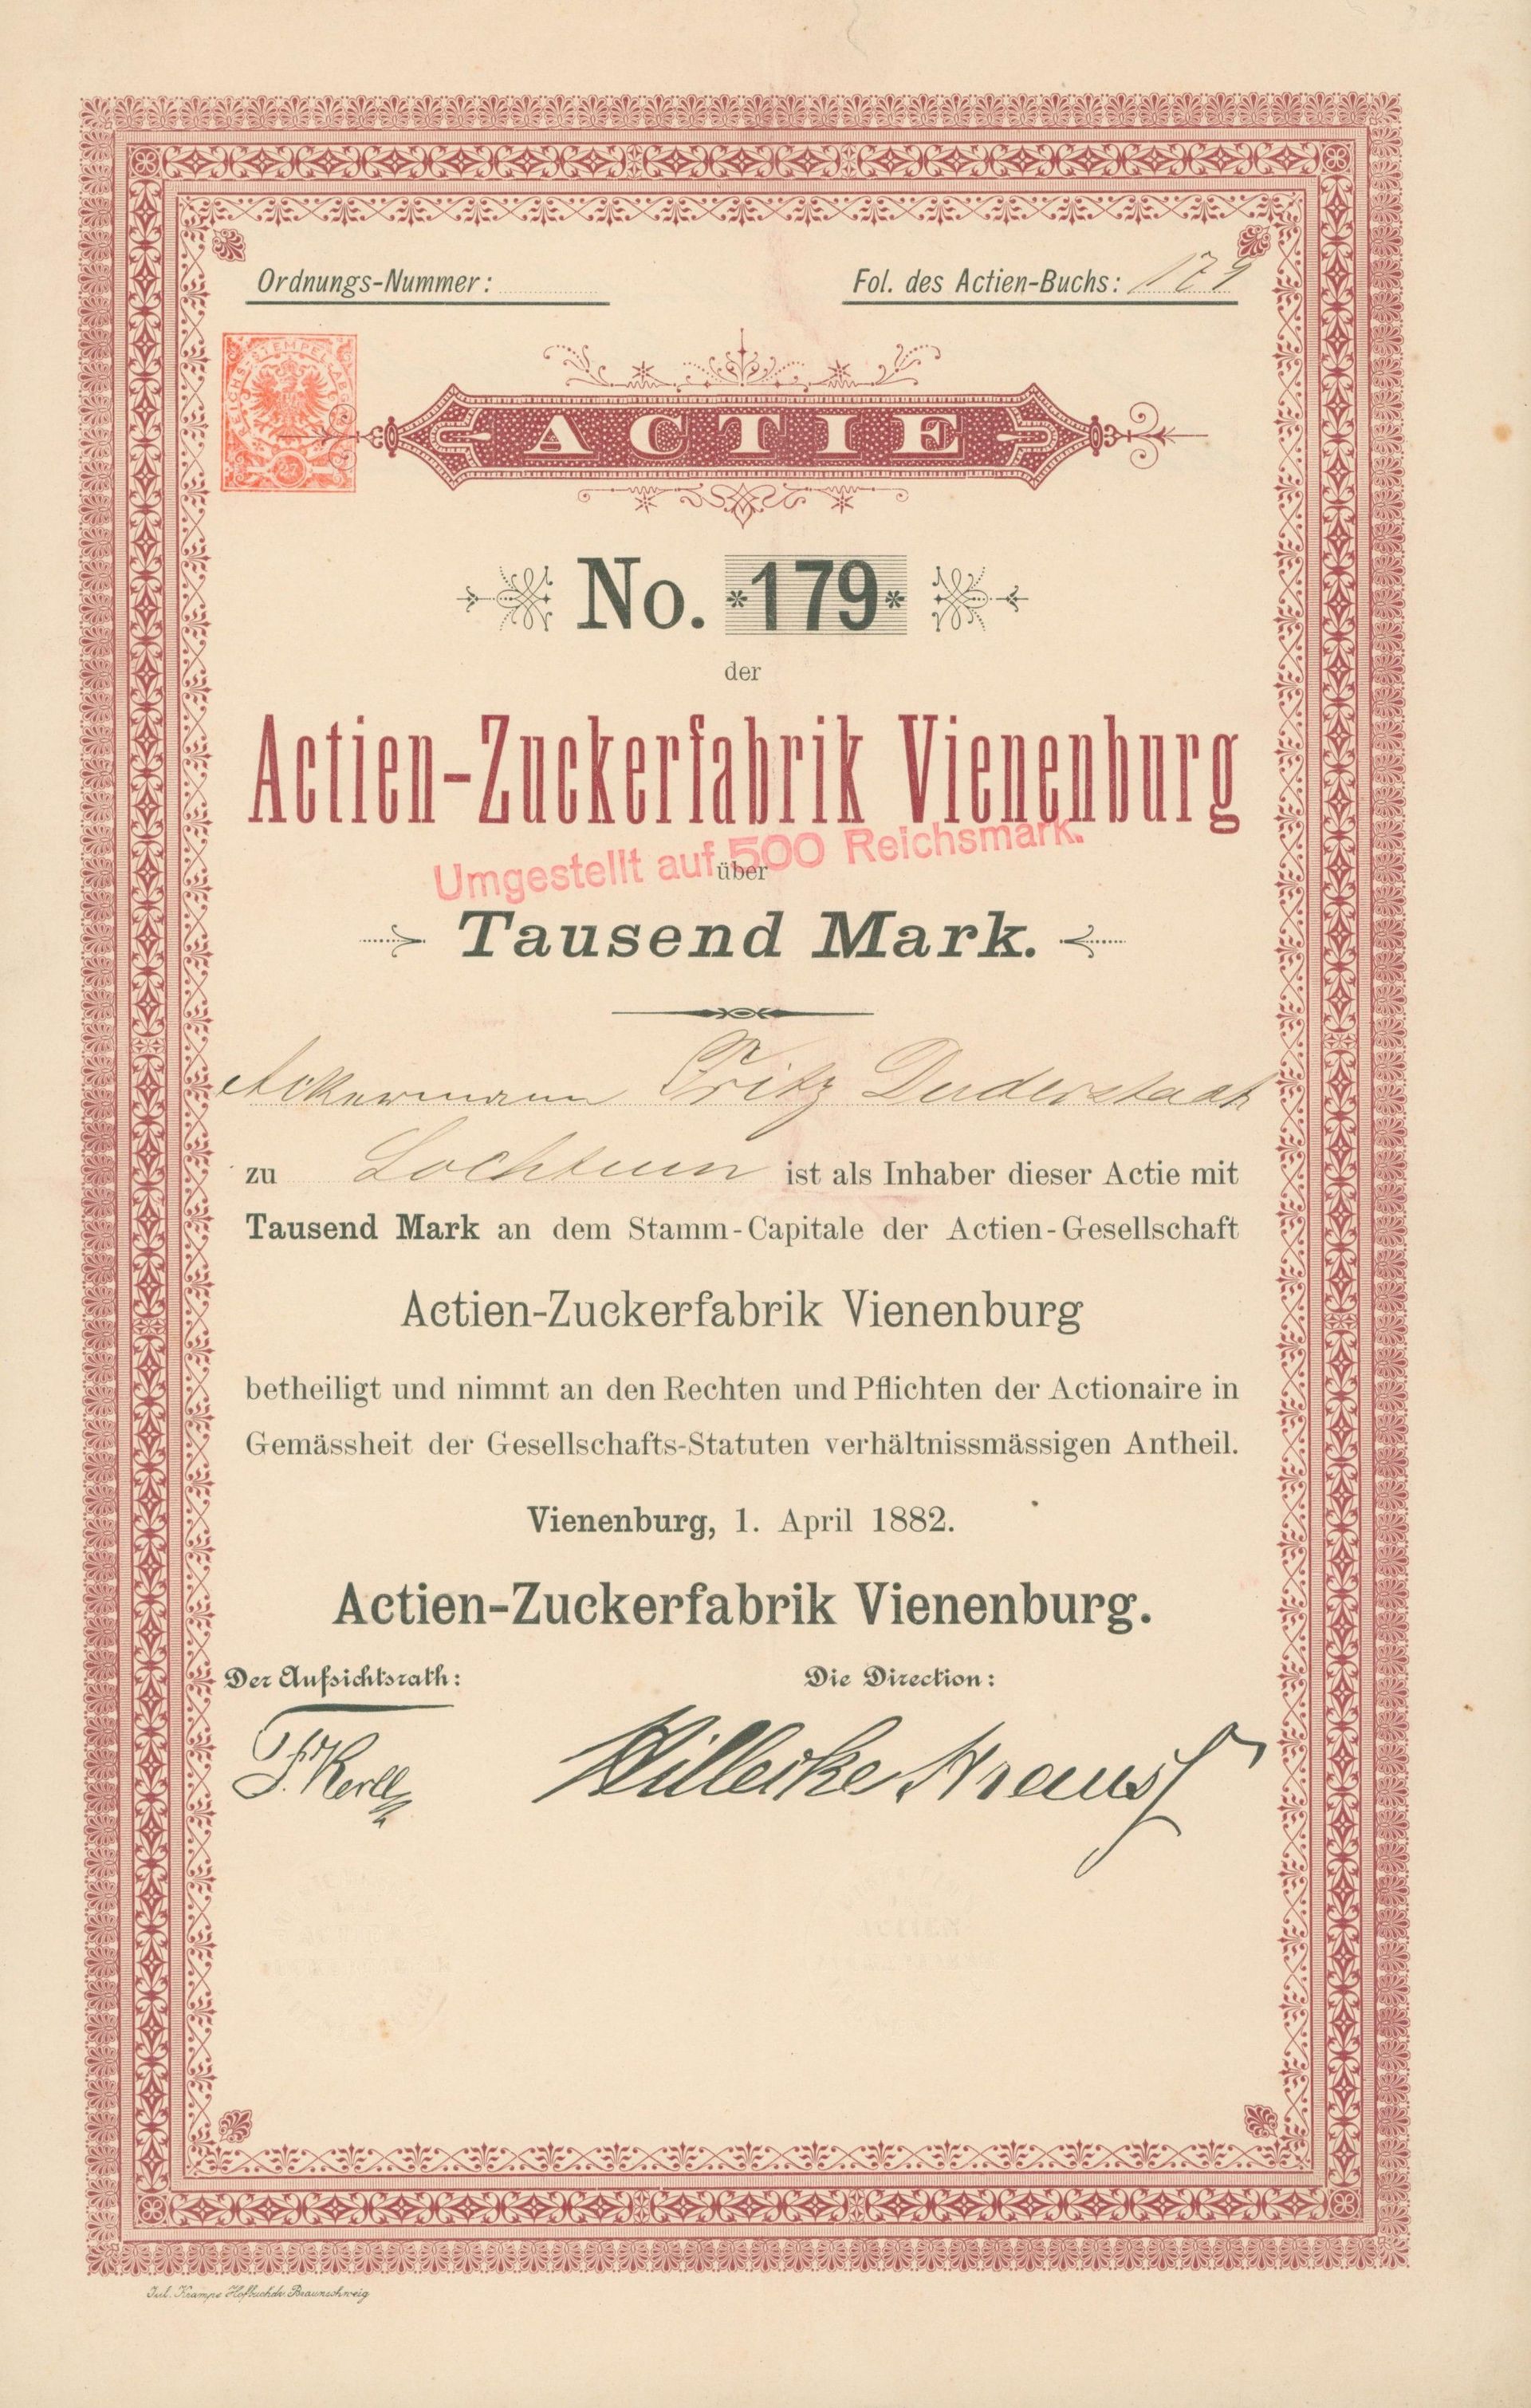 Ordnungs-Nummer:
Fol. des Actien-Buchs: 179
REICHS-STEMPEL-ABGABE
ACTIE
No. *179*
der
Actien-Zuckerfabrik Vienenburg
Umgestellt auf 500 Reichsmark.
über
Tausend Mark.
Ackermann Fritz Duderstadt
zu Lochtum ist als Inhaber dieser Actie mit
Tausend Mark an dem Stamm-Capitale der Actien-Gesellschaft
Actien-Zuckerfabrik Vienenburg
betheiligt und nimmt an den Rechten und Pflichten der Actionaire in
Gemässheit der Gesellschafts-Statuten verhältnissmässigen Antheil.
Vienenburg, 1. April 1882.
Actien-Zuckerfabrik Vienenburg.
Der Aufsichtsrath:
Die Direction:
F. Kerll
ACTIEN
Jul. Krampe Hofbuchdr. Braunschweig